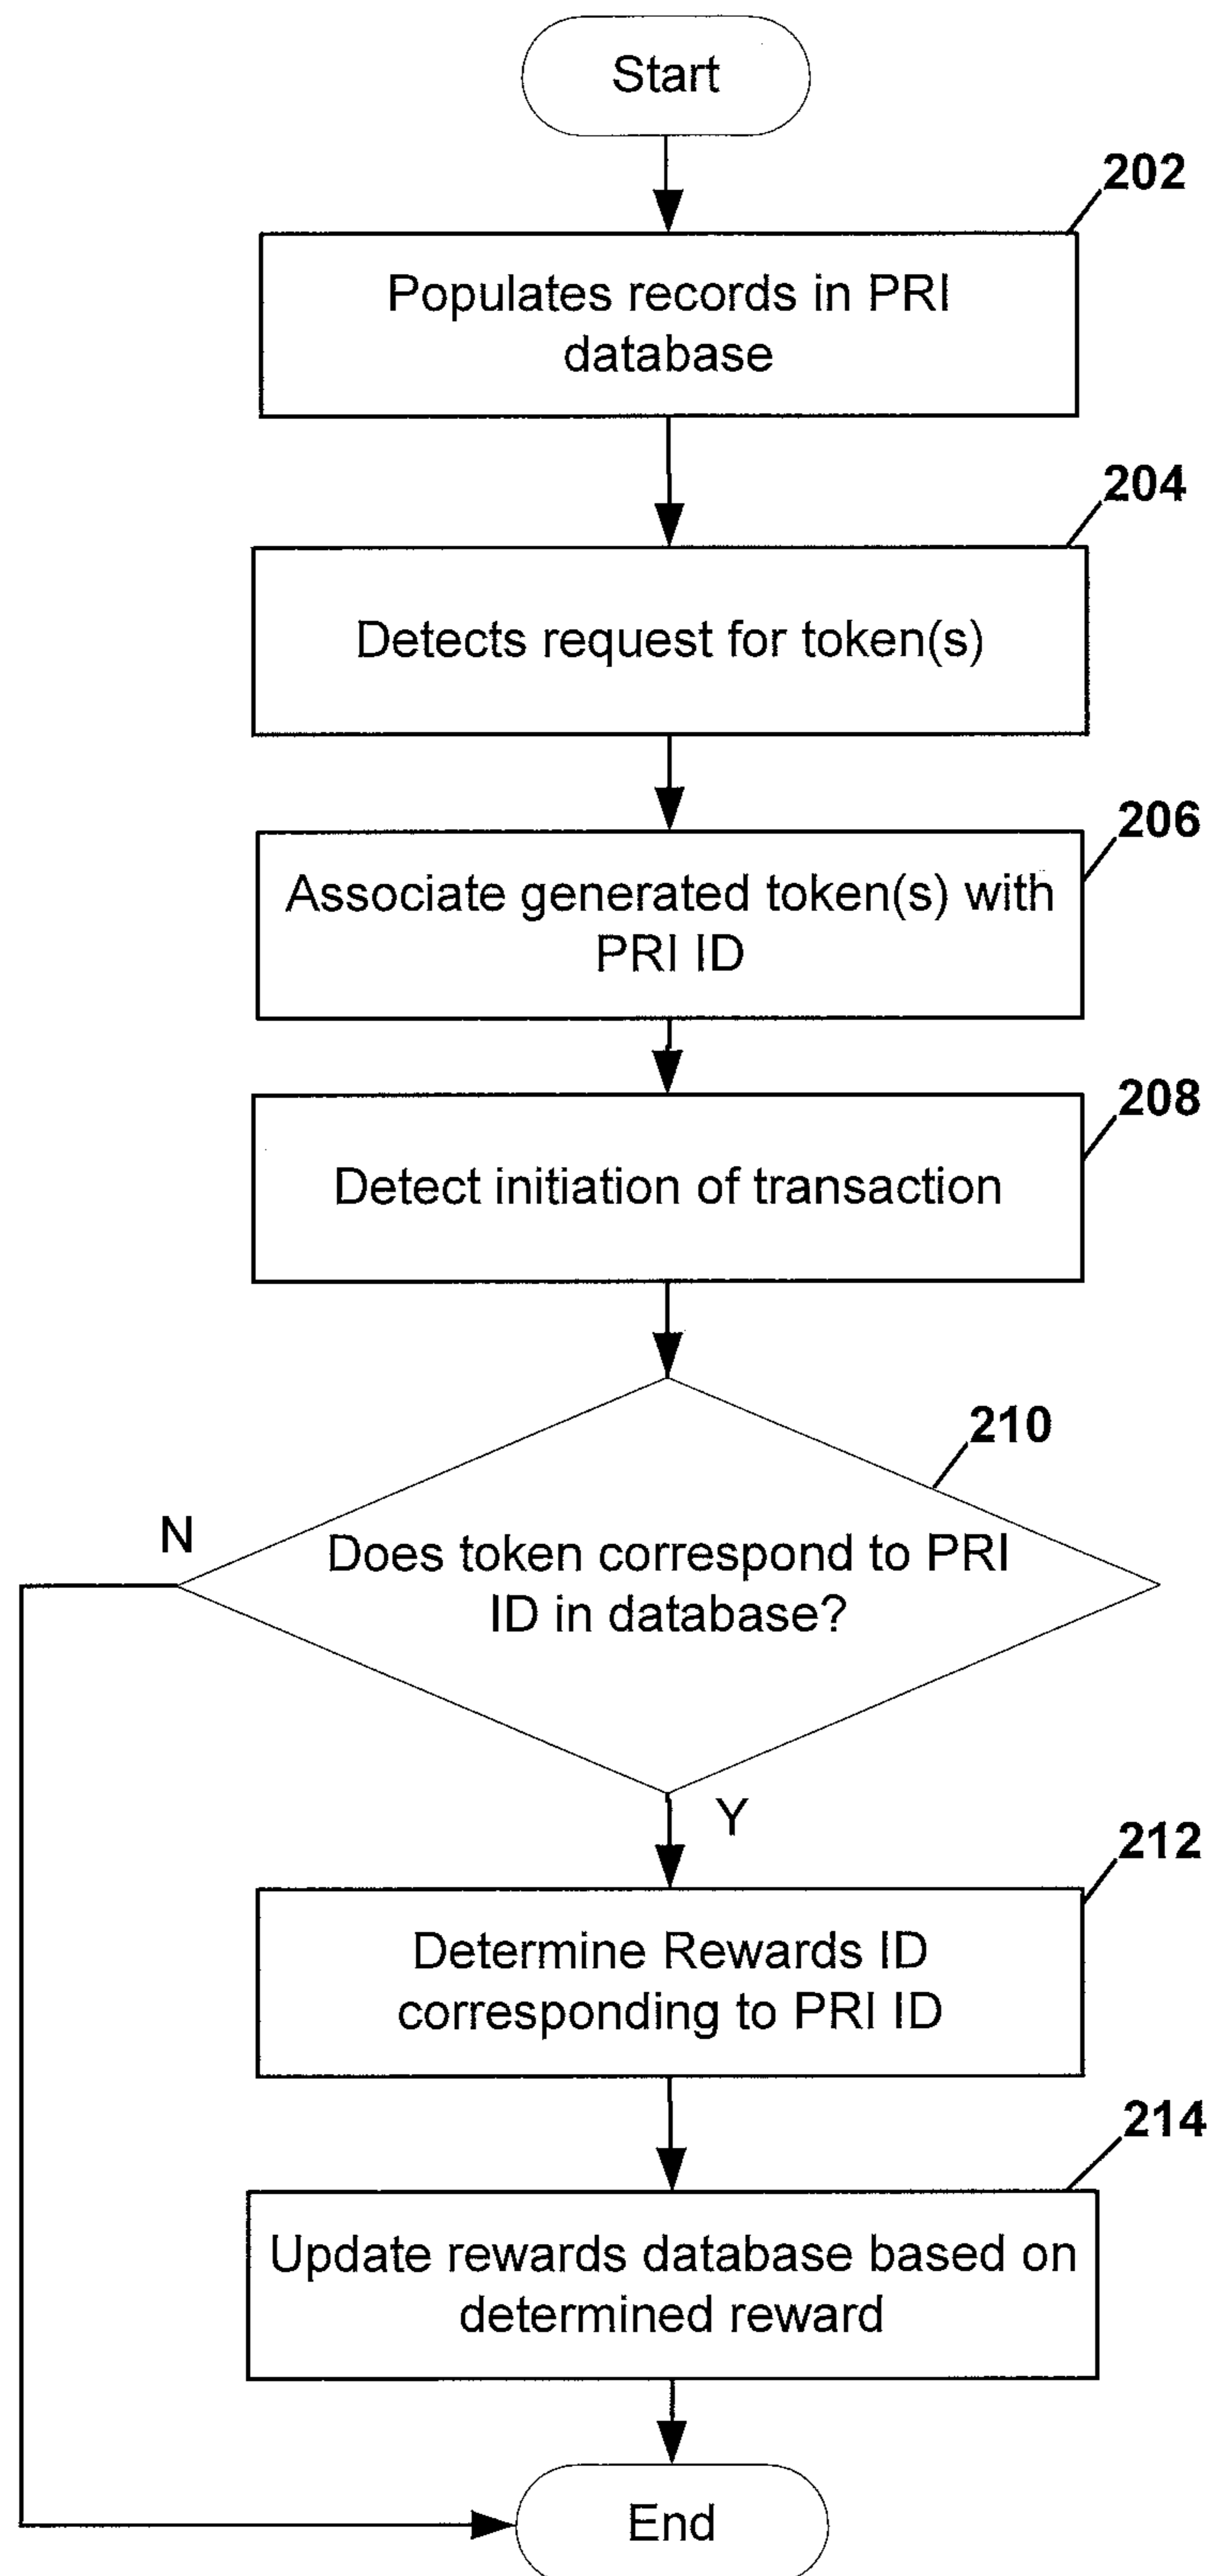 Start
202
Populates records in PRI
database
204
Detects request for token(s)
206
Associate generated token(s) with
PRI ID
208
Detect initiation of transaction
210
N
Does token correspond to PRI
ID in database?
Y
212
Determine Rewards ID
corresponding to PRI ID
214
Update rewards database based on
determined reward
End